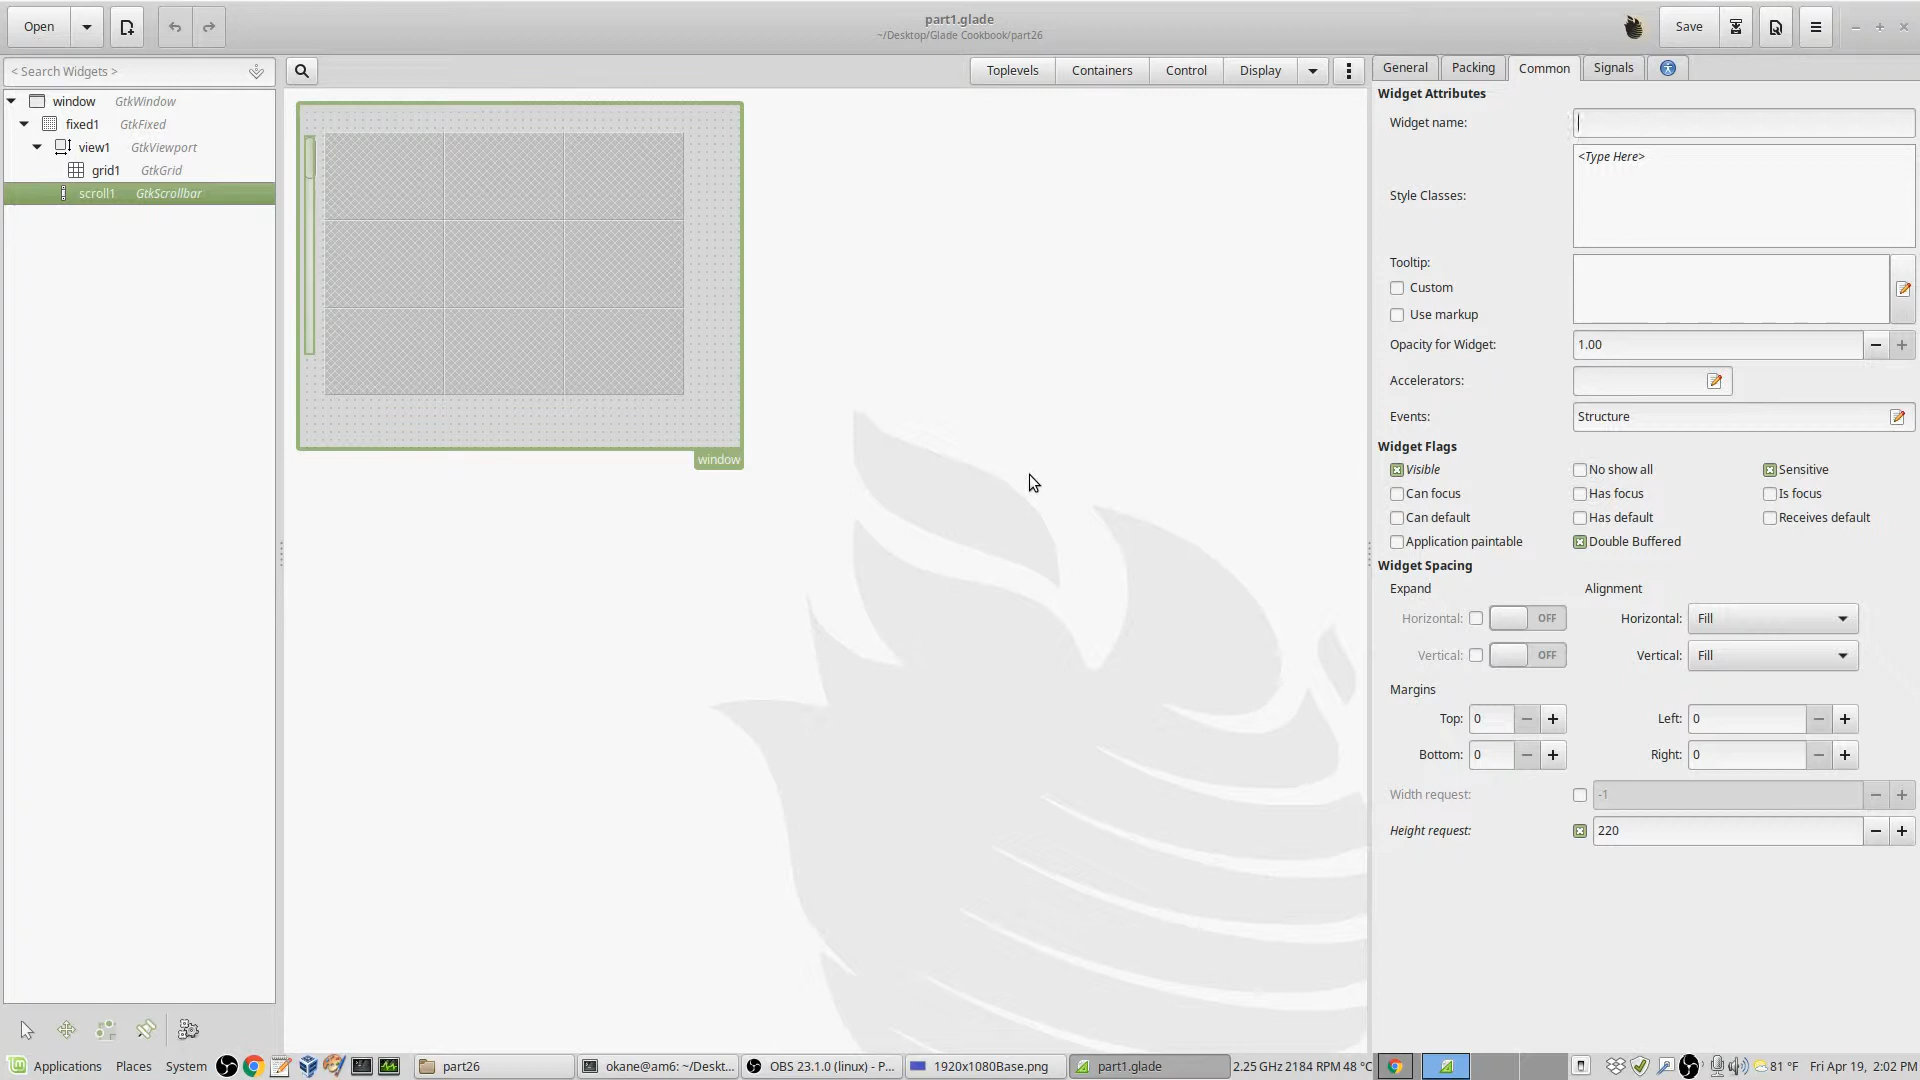 Open
part1.glade
~/Desktop/Glade Cookbook/part26
Save
< Search Widgets >
Toplevels Containers Control Display
General Packing Common Signals
window GtkWindow
fixed1 GtkFixed
view1 GtkViewport
grid1 GtkGrid
scroll1 GtkScrollbar
window
Widget Attributes
Widget name:
<Type Here>
Style Classes:
Tooltip:
Custom
Use markup
Opacity for Widget: 1.00
Accelerators:
Events: Structure
Widget Flags
Visible No show all Sensitive
Can focus Has focus Is focus
Can default Has default Receives default
Application paintable Double Buffered
Widget Spacing
Expand Alignment
Horizontal: OFF Horizontal: Fill
Vertical: OFF Vertical: Fill
Margins
Top: 0 Left: 0
Bottom: 0 Right: 0
Width request: -1
Height request: 220
Applications Places System part26 okane@am6: ~/Deskt... OBS 23.1.0 (linux) - P... 1920x1080Base.png part1.glade 2.25 GHz 2184 RPM 48 °C 81 °F Fri Apr 19, 2:02 PM